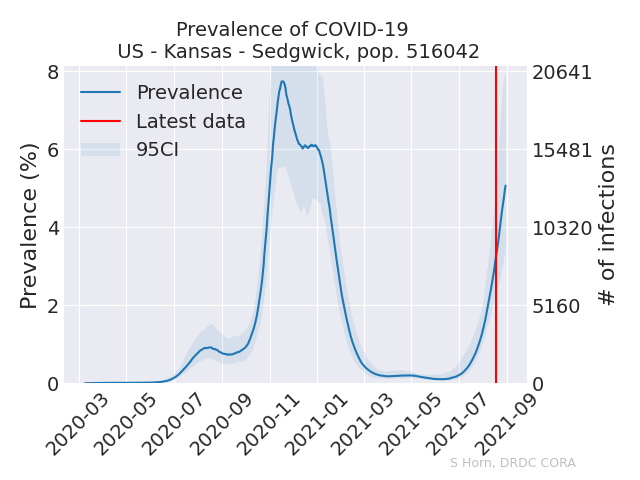 Prevalence of COVID-19
US - Kansas - Sedgwick, pop. 516042
Prevalence
Latest data
95CI
Prevalence (%)
8
6
4
2
0
20641
15481
10320
5160
0
# of infections
2020-03
2020-05
2020-07
2020-09
2020-11
2021-01
2021-03
2021-05
2021-07
2021-09
S Horn, DRDC CORA